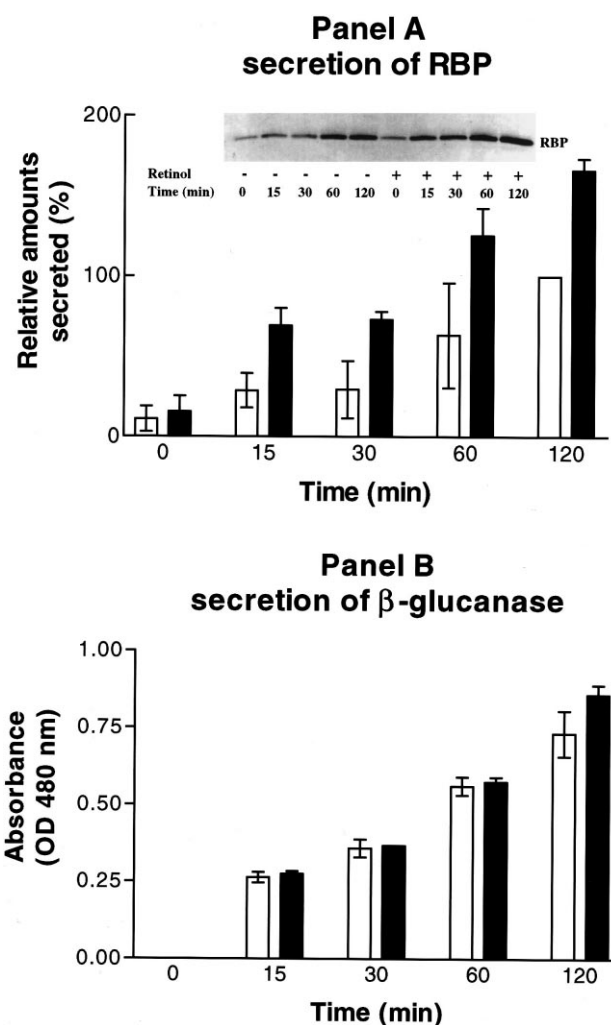 Panel A
secretion of RBP
Relative amounts
secreted (%)
200
100
0
RBP
Retinol - - - - - + + + + +
Time (min) 0 15 30 60 120 0 15 30 60 120
0 15 30 60 120
Time (min)
Panel B
secretion of β-glucanase
Absorbance
(OD 480 nm)
1.00
0.75
0.50
0.25
0.00
0 15 30 60 120
Time (min)